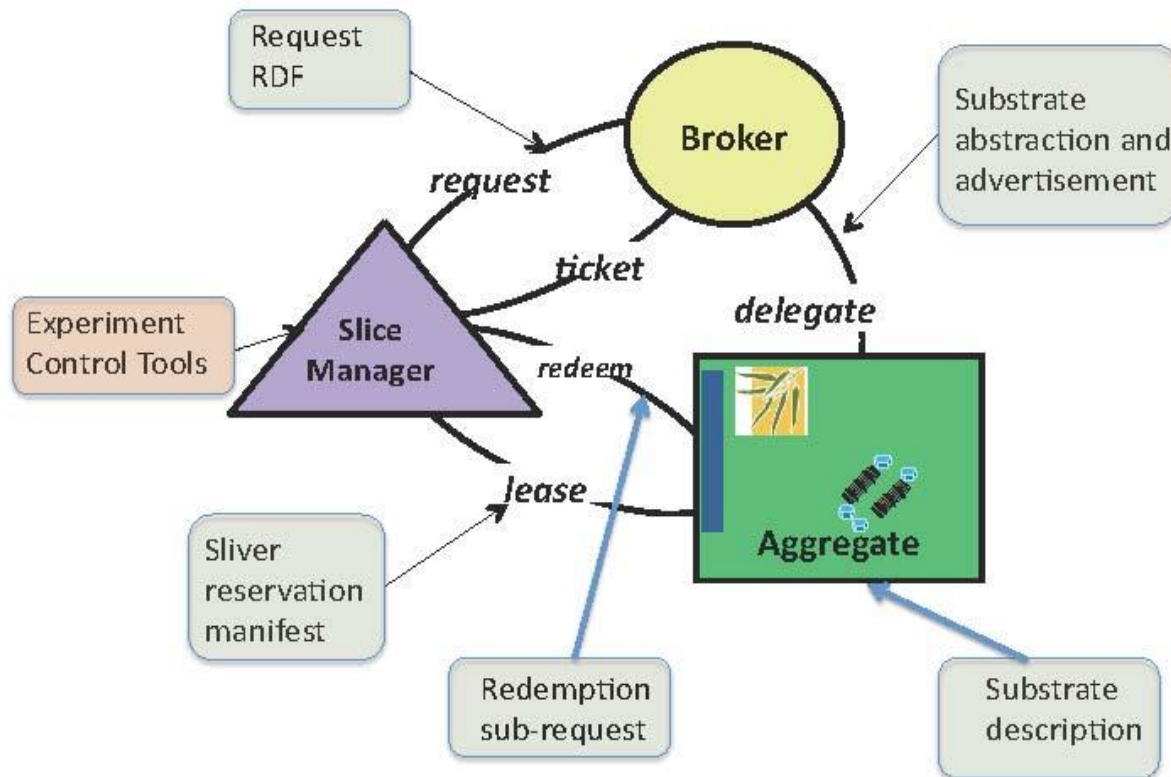 Request
RDF
Broker
Substrate
abstraction and
advertisement
request
ticket
delegate
Experiment
Control Tools
Slice
Manager
redeem
lease
Aggregate
Sliver
reservation
manifest
Redemption
sub-request
Substrate
description